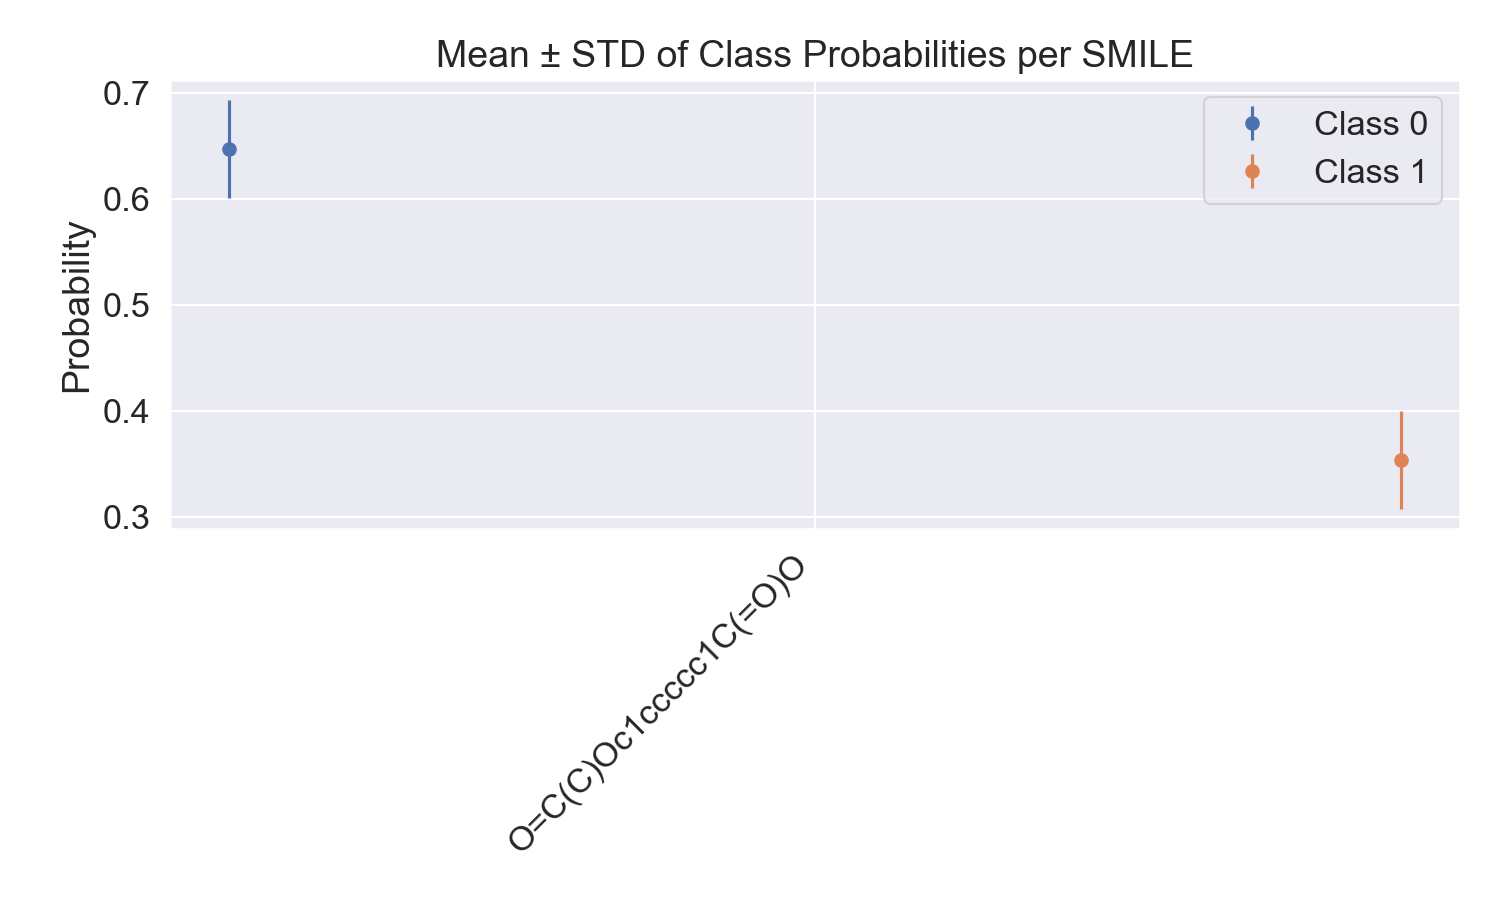 Mean ± STD of Class Probabilities per SMILE
Probability
0.7
0.6
0.5
0.4
0.3
Class 0
Class 1
O=C(C)Oc1ccccc1C(=O)O